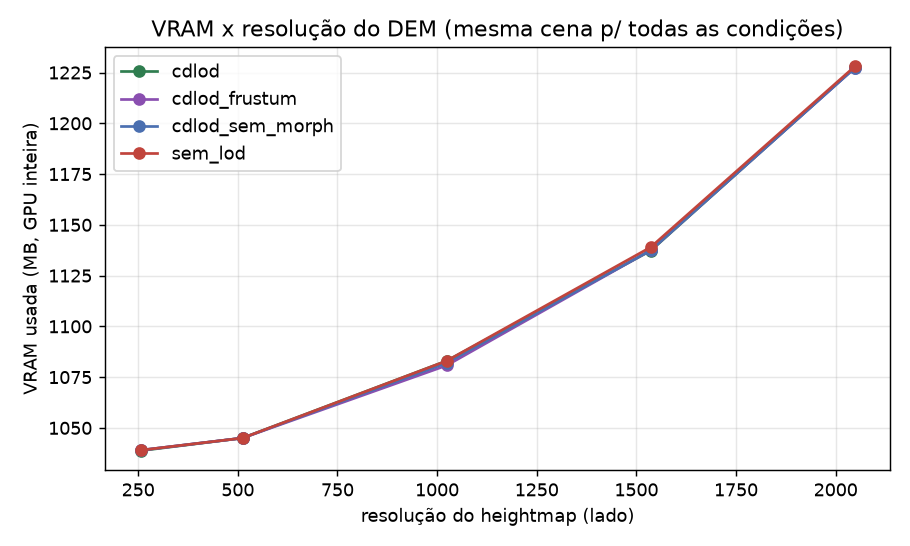 VRAM x resolução do DEM (mesma cena p/ todas as condições)
cdlod
cdlod_frustum
cdlod_sem_morph
sem_lod
VRAM usada (MB, GPU inteira)
1225
1200
1175
1150
1125
1100
1075
1050
250 500 750 1000 1250 1500 1750 2000
resolução do heightmap (lado)